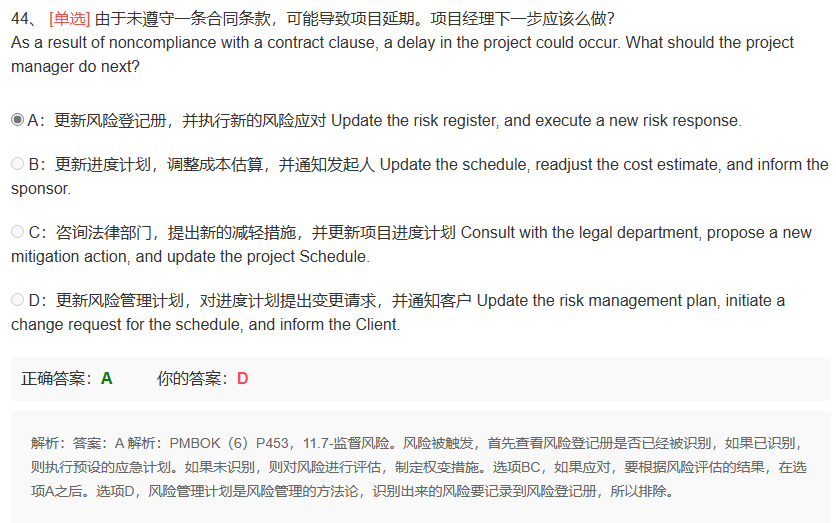 44、 [单选] 由于未遵守一条合同条款，可能导致项目延期。项目经理下一步应该么做？
As a result of noncompliance with a contract clause, a delay in the project could occur. What should the project
manager do next?
A：更新风险登记册，并执行新的风险应对 Update the risk register, and execute a new risk response.
B：更新进度计划，调整成本估算，并通知发起人 Update the schedule, readjust the cost estimate, and inform the
sponsor.
C：咨询法律部门，提出新的减轻措施，并更新项目进度计划 Consult with the legal department, propose a new
mitigation action, and update the project Schedule.
D：更新风险管理计划，对进度计划提出变更请求，并通知客户 Update the risk management plan, initiate a
change request for the schedule, and inform the Client.
正确答案：A 你的答案：D
解析：答案：A 解析：PMBOK（6）P453，11.7-监督风险。风险被触发，首先查看风险登记册是否已经被识别，如果已识别，
则执行预设的应急计划。如果未识别，则对风险进行评估，制定权变措施。选项BC，如果应对，要根据风险评估的结果，在选
项A之后。选项D，风险管理计划是风险管理的方法论，识别出来的风险要记录到风险登记册，所以排除。